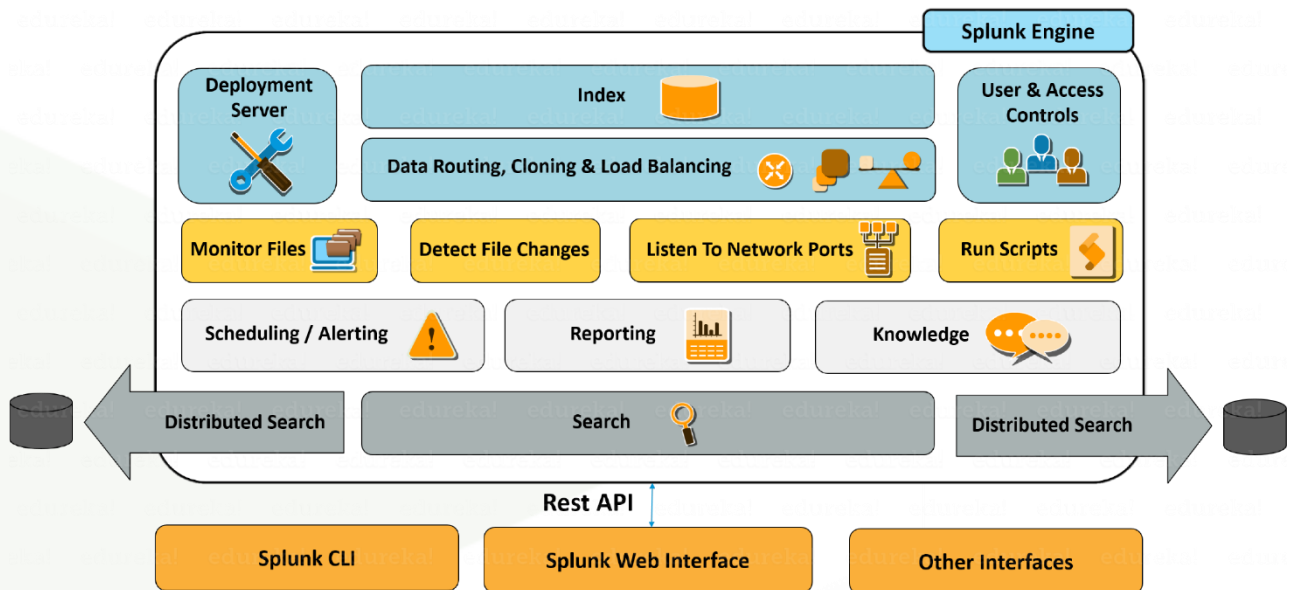 Splunk Engine
Deployment
Server
Index
User & Access
Controls
Data Routing, Cloning & Load Balancing
Monitor Files
Detect File Changes
Listen To Network Ports
Run Scripts
Scheduling / Alerting
Reporting
Knowledge
Distributed Search
Search
Distributed Search
Rest API
Splunk CLI
Splunk Web Interface
Other Interfaces
edureka!